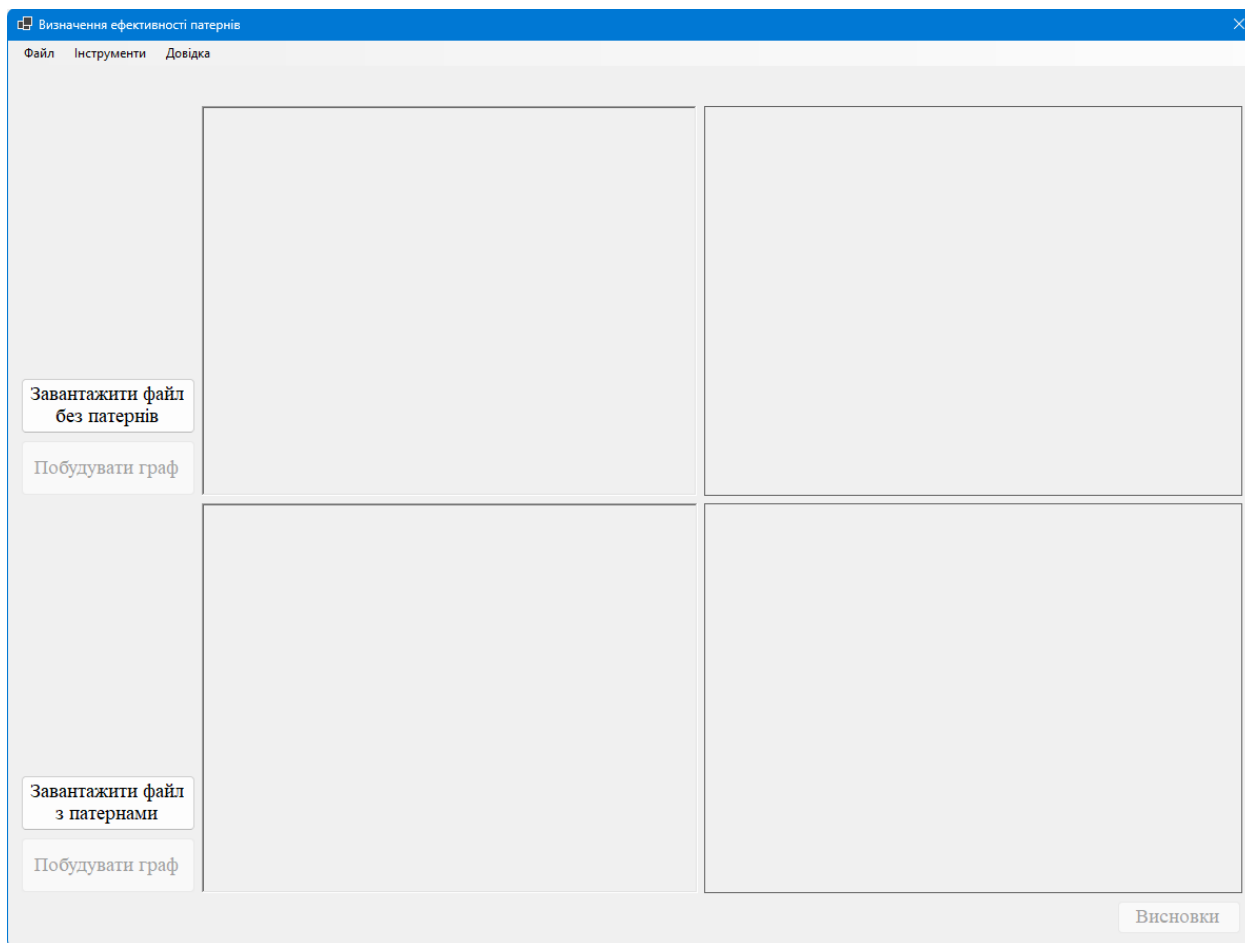 Визначення ефективності патернів
Файл Інструменти Довідка
Завантажити файл
без патернів
Побудувати граф
Завантажити файл
з патернами
Побудувати граф
Висновки